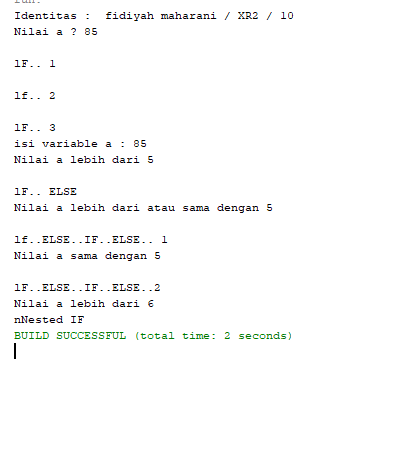 run:
Identitas :  fidiyah maharani / XR2 / 10
Nilai a ? 85
lF.. 1
lf.. 2
lF.. 3
isi variable a : 85
Nilai a lebih dari 5
lF.. ELSE
Nilai a lebih dari atau sama dengan 5
lf..ELSE..IF..ELSE.. 1
Nilai a sama dengan 5
lF..ELSE..IF..ELSE..2
Nilai a lebih dari 6
nNested IF
BUILD SUCCESSFUL (total time: 2 seconds)